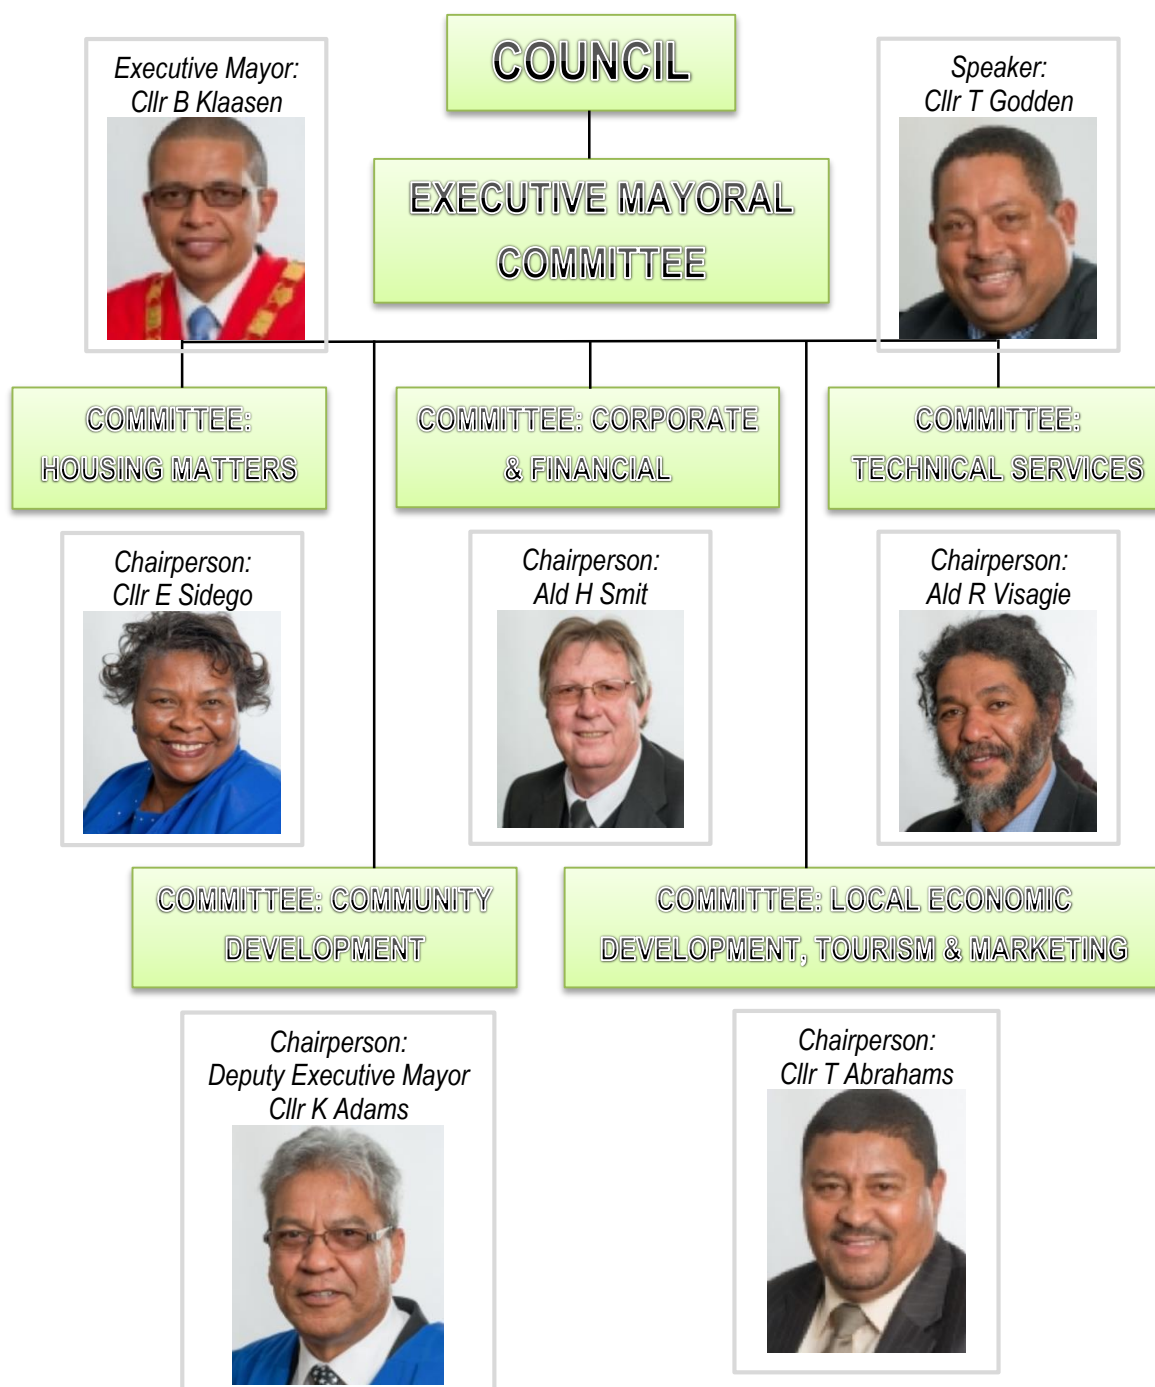 Executive Mayor:
Cllr B Klaasen
COUNCIL
Speaker:
Cllr T Godden
EXECUTIVE MAYORAL
COMMITTEE
COMMITTEE:
HOUSING MATTERS
COMMITTEE: CORPORATE
& FINANCIAL
COMMITTEE:
TECHNICAL SERVICES
Chairperson:
Cllr E Sidego
Chairperson:
Ald H Smit
Chairperson:
Ald R Visagie
COMMITTEE: COMMUNITY
DEVELOPMENT
COMMITTEE: LOCAL ECONOMIC
DEVELOPMENT, TOURISM & MARKETING
Chairperson:
Deputy Executive Mayor
Cllr K Adams
Chairperson:
Cllr T Abrahams